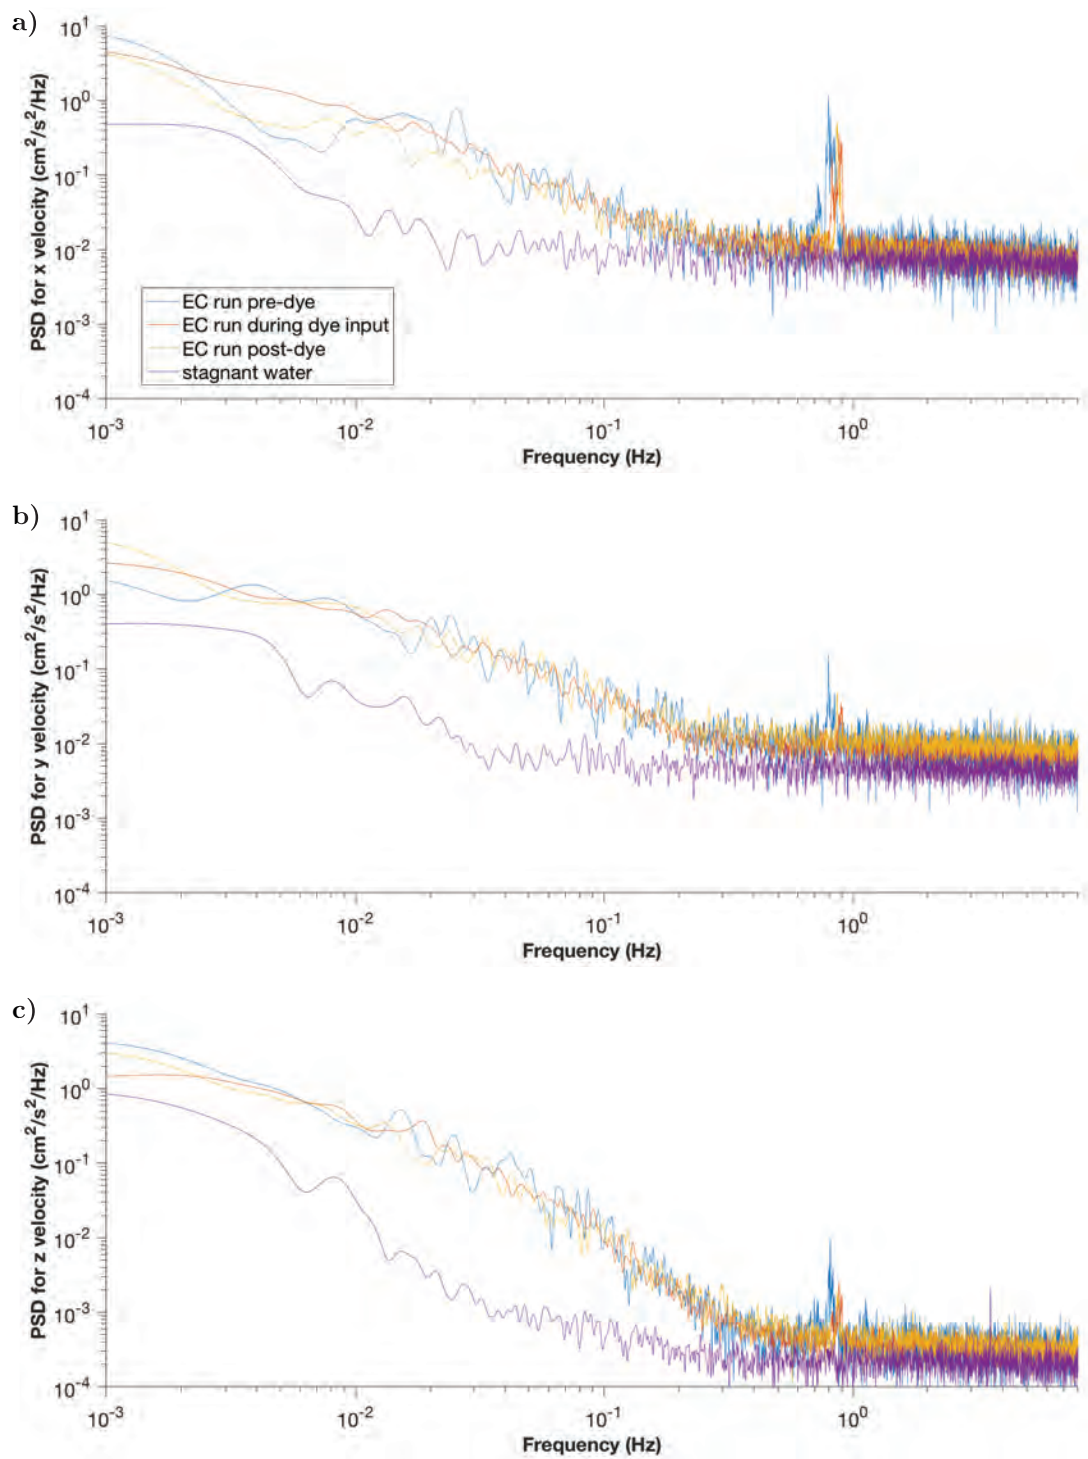 a)
10^1
10^0
10^-1
10^-2
10^-3
10^-4
PSD for x velocity (cm^2/s^2/Hz)
EC run pre-dye
EC run during dye input
EC run post-dye
stagnant water
10^-3 10^-2 10^-1 10^0
Frequency (Hz)
b)
10^1
10^0
10^-1
10^-2
10^-3
10^-4
PSD for y velocity (cm^2/s^2/Hz)
10^-3 10^-2 10^-1 10^0
Frequency (Hz)
c)
10^1
10^0
10^-1
10^-2
10^-3
10^-4
PSD for z velocity (cm^2/s^2/Hz)
10^-3 10^-2 10^-1 10^0
Frequency (Hz)